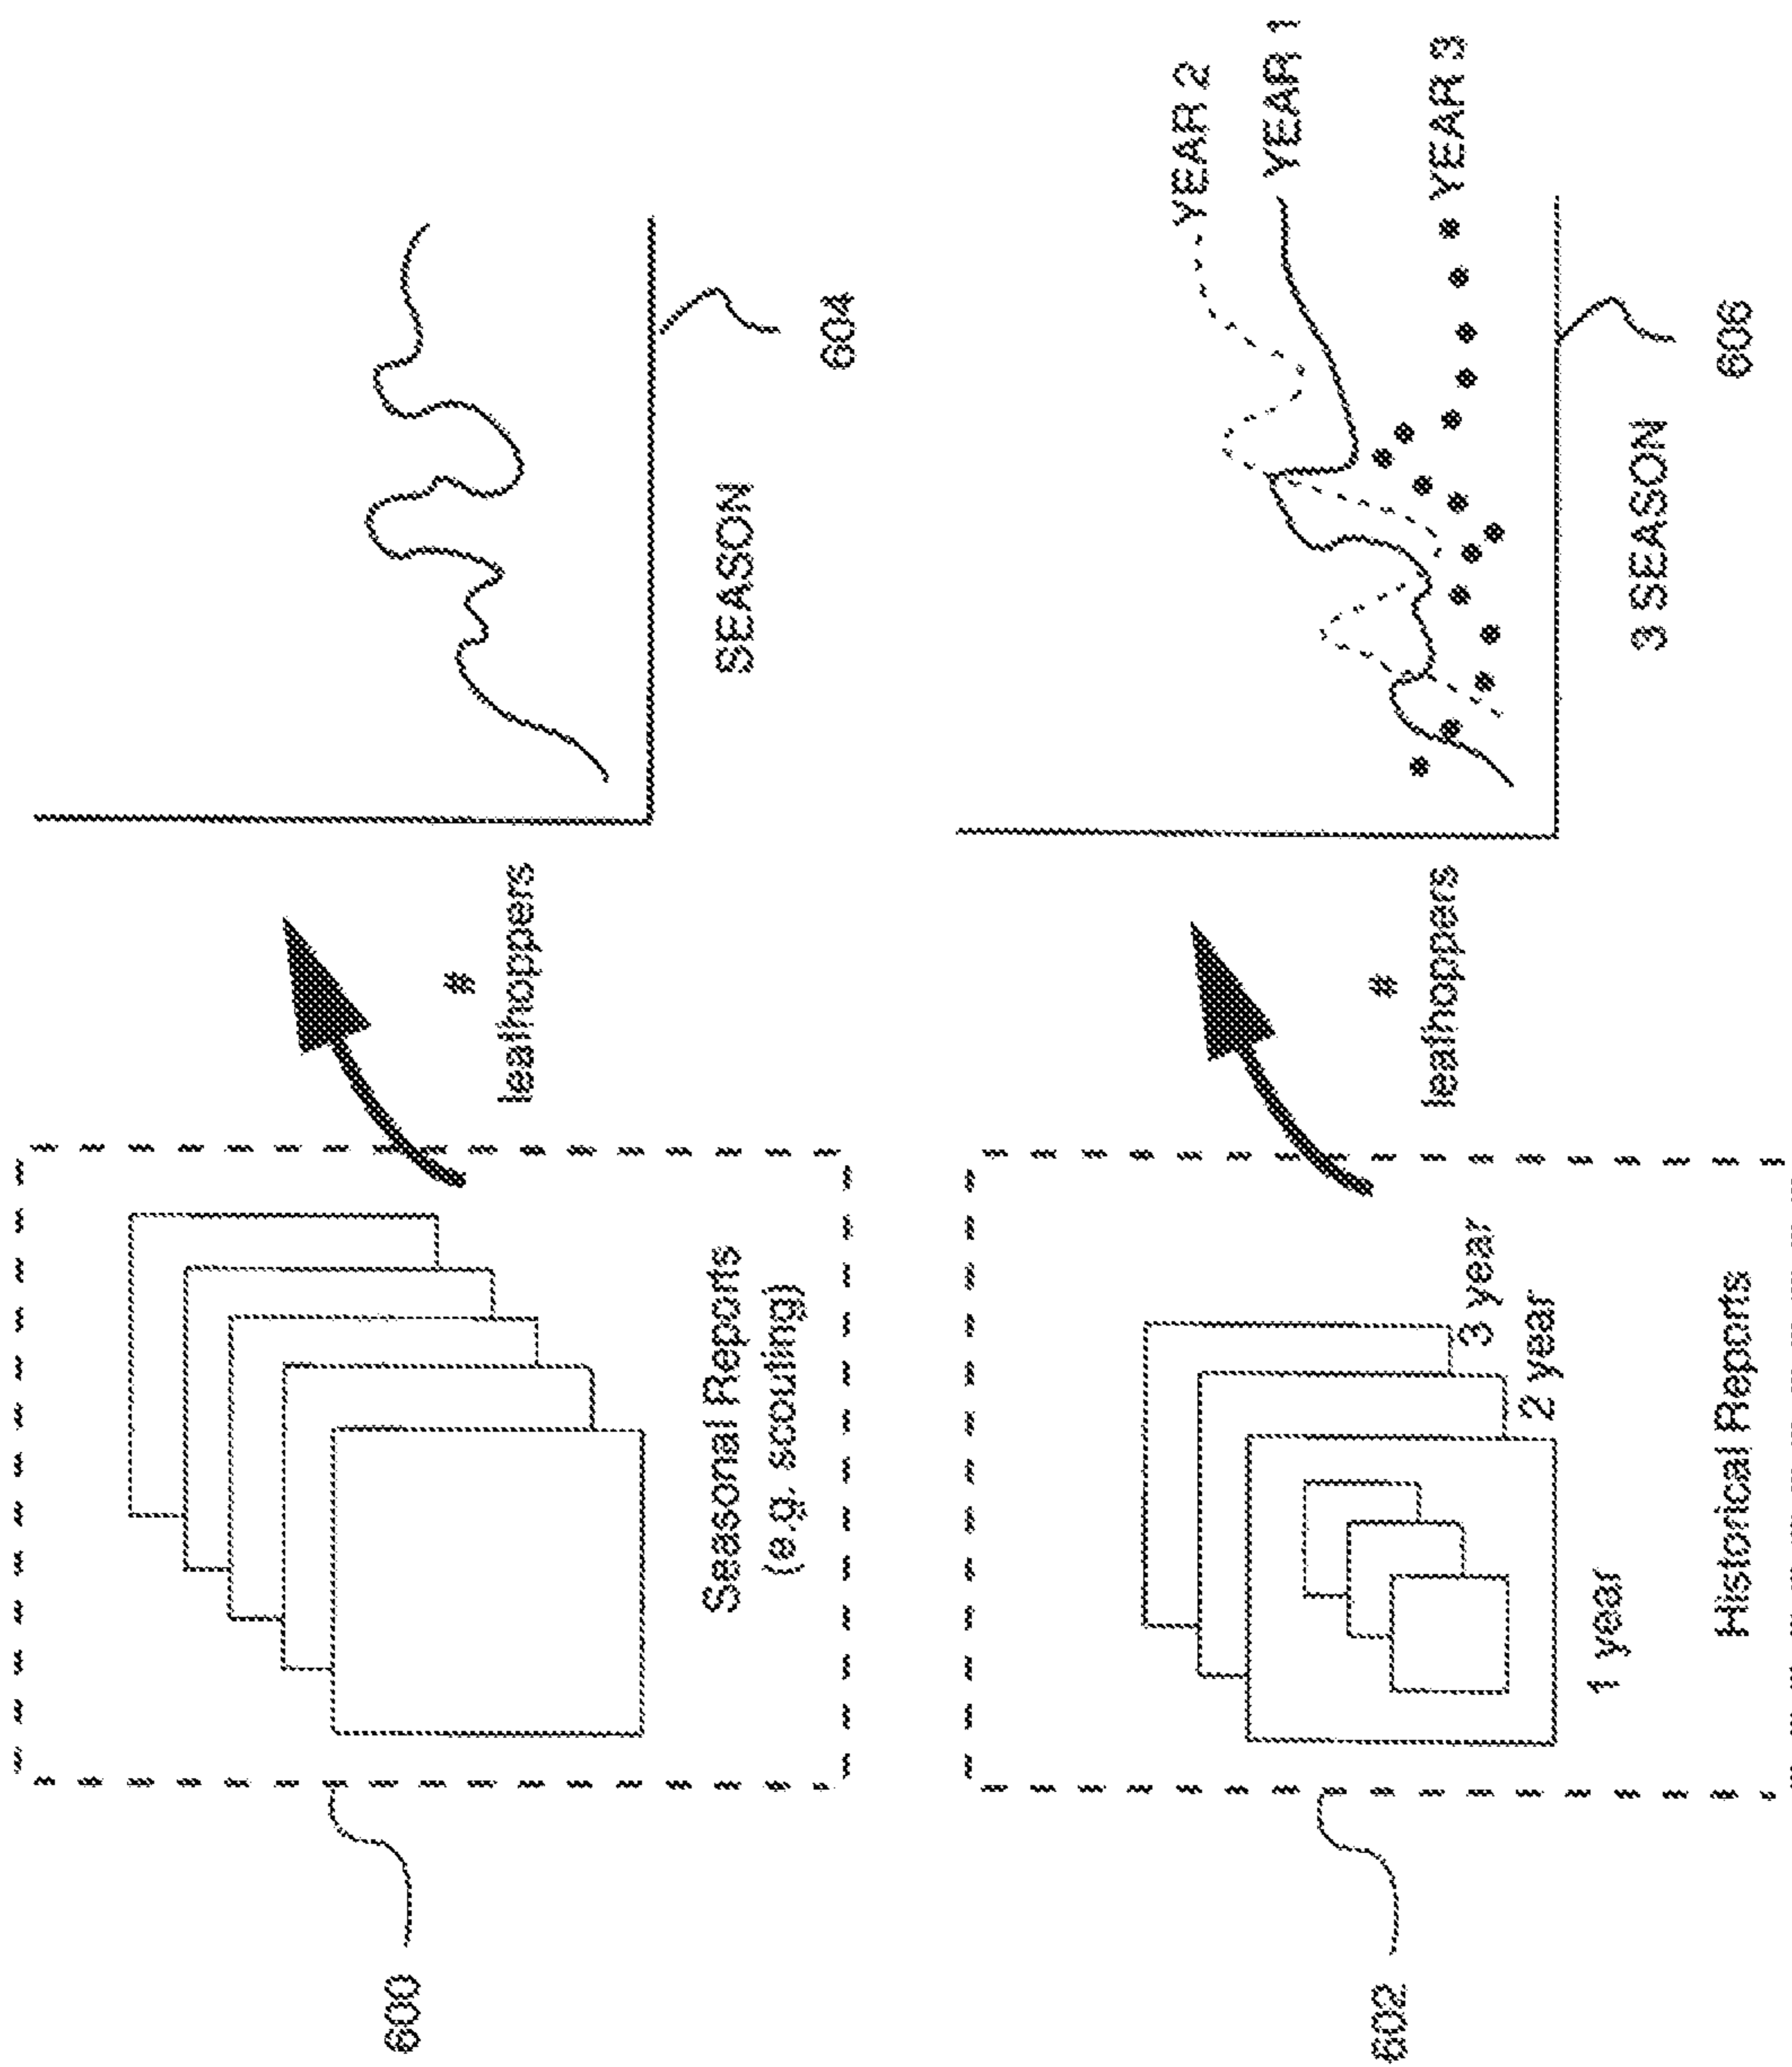 600
Seasonal Reports
(e.g. scouting)
#
leafhoppers
SEASON
604
602
1 year
2 year
3 year
Historical Reports
#
leafhoppers
YEAR 2
YEAR 1
YEAR 3
3 SEASON
606